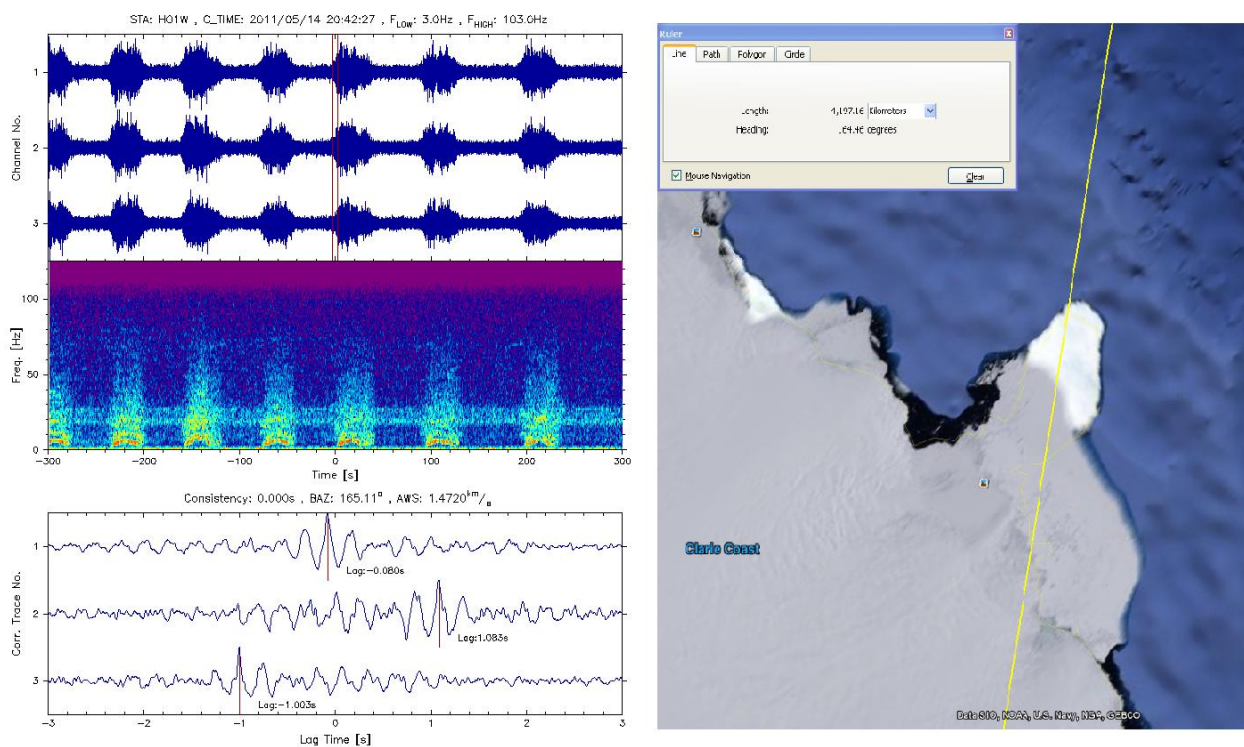 STA: H01W , C_TIME: 2011/05/14 20:42:27 , F_LOW: 3.0Hz , F_HIGH: 103.0Hz
Channel No.
1
2
3
Freq. [Hz]
100
50
0
-300 -200 -100 0 100 200 300
Time [s]
Consistency: 0.000s , BAZ: 165.11° , AWS: 1.4720km/s
Corr. Trace No.
1
Lag:-0.080s
2
Lag:1.083s
3
Lag:-1.003s
-3 -2 -1 0 1 2 3
Lag Time [s]
Ruler
Line Path Polygon Circle
Length: Kilometers
Heading: degrees
Mouse Navigation
Clear
Clarie Coast
Data SIO, NOAA, U.S. Navy, NGA, GEBCO